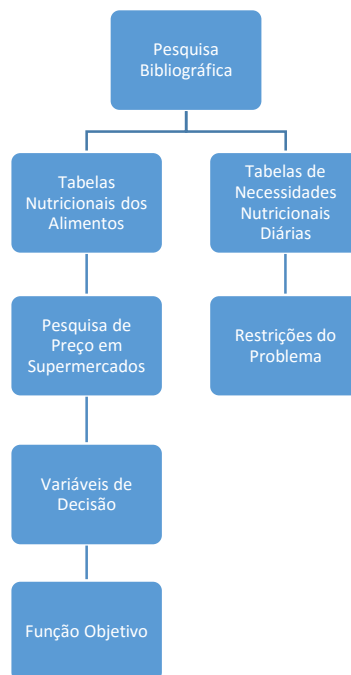 Pesquisa
Bibliográfica
Tabelas
Nutricionais dos
Alimentos
Tabelas de
Necessidades
Nutricionais
Diárias
Pesquisa de
Preço em
Supermercados
Restrições do
Problema
Variáveis de
Decisão
Função Objetivo